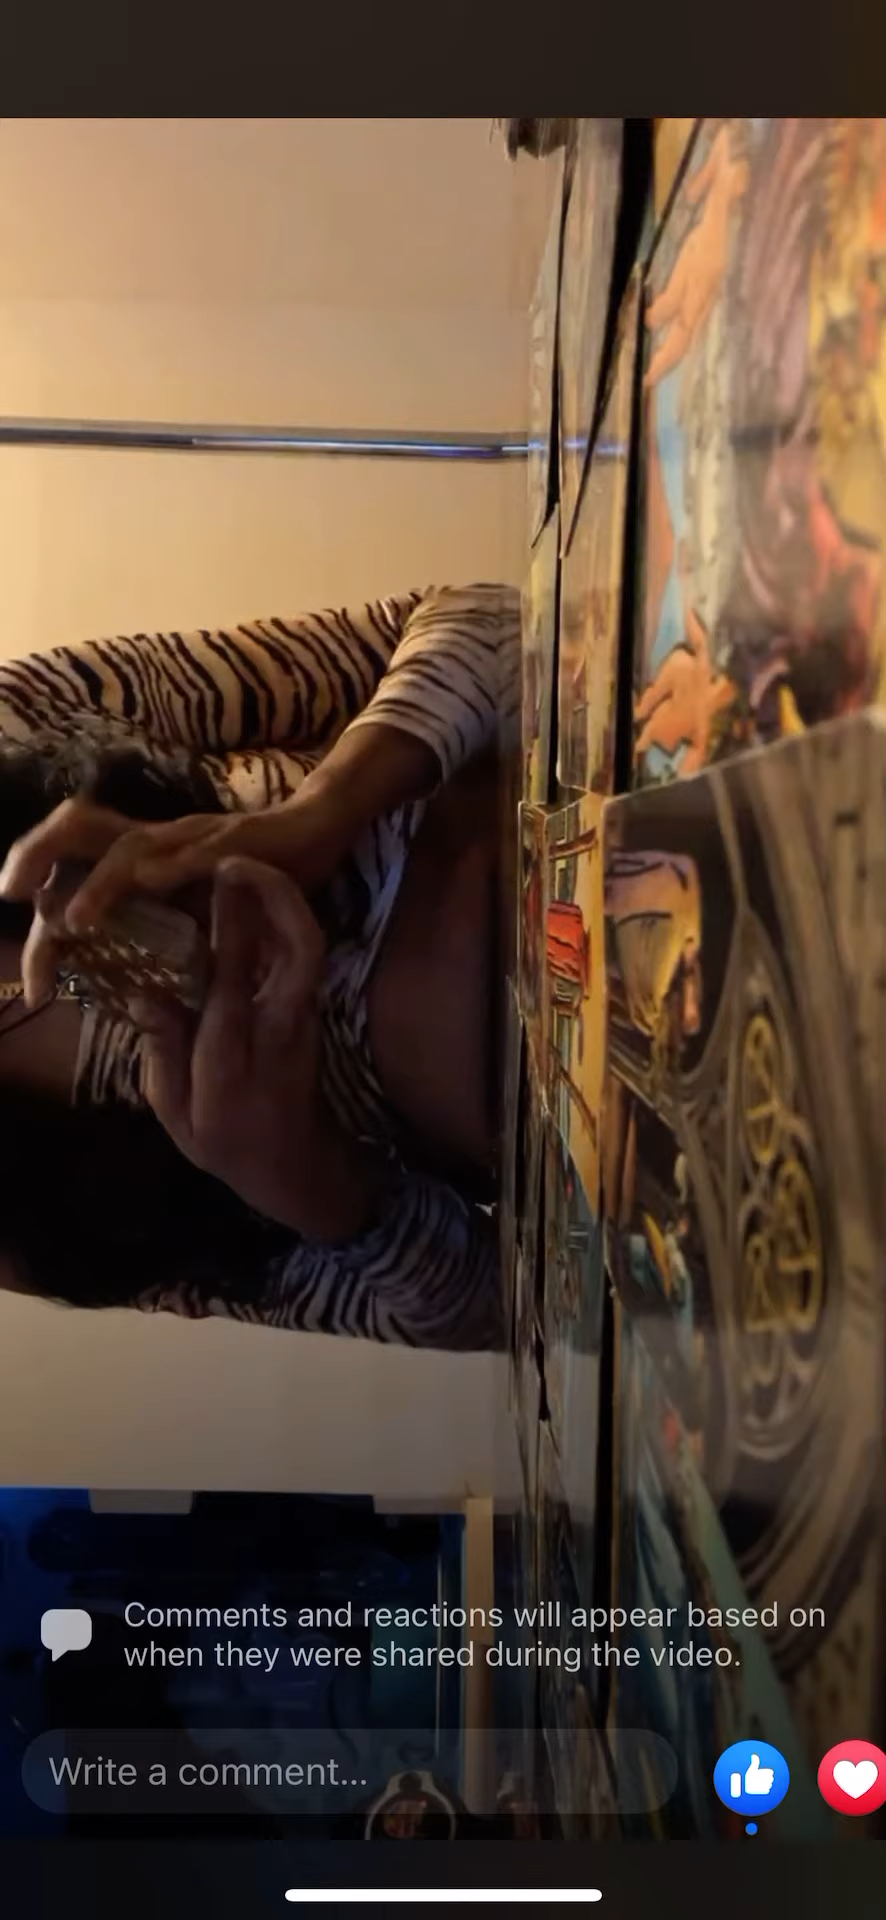 Comments and reactions will appear based on
when they were shared during the video.
Write a comment...